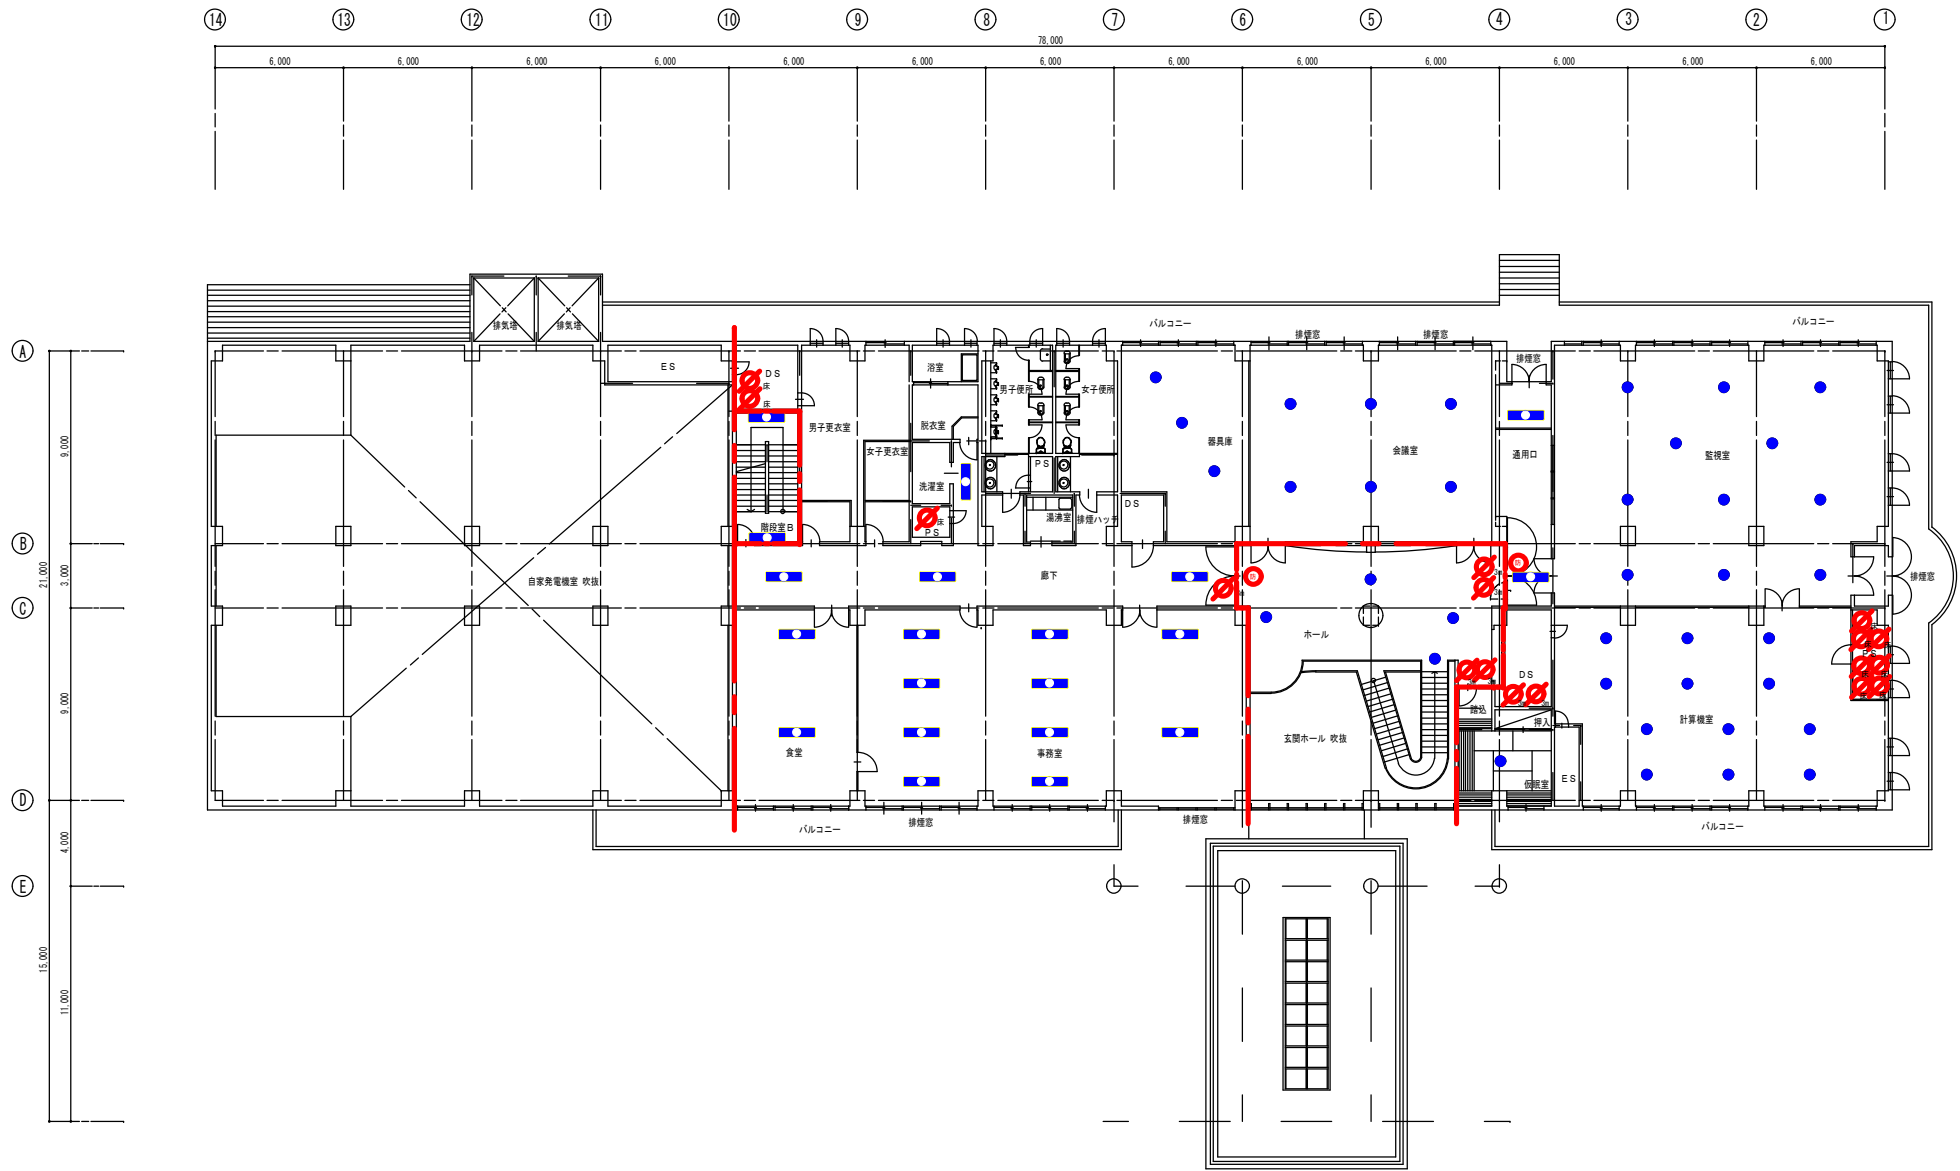 14 13 12 11 10 9 8 7 6 5 4 3 2 1
78,000
6,000 6,000 6,000 6,000 6,000 6,000 6,000 6,000 6,000 6,000 6,000 6,000 6,000
排気塔 排気塔 バルコニー 排煙窓 排煙窓 バルコニー
A
ES DS 浴室 男子便所 女子便所 排煙窓
床
床
男子更衣室 脱衣室 器具庫 会議室 通用口 監視室
9,000
女子更衣室 PS
洗濯室
DS
階段室B 床 湯沸室 排煙ハッチ
PS
B
21,000 3,000
自家発電機室 吹抜 廊下 防 防 排煙窓
C
ホール
床
PS
DS
9,000
踏込 押入 計算機室
食堂 事務室 玄関ホール 吹抜
仮眠室 ES
D
バルコニー 排煙窓 排煙窓 バルコニー
4,000
E
15,000
11,000